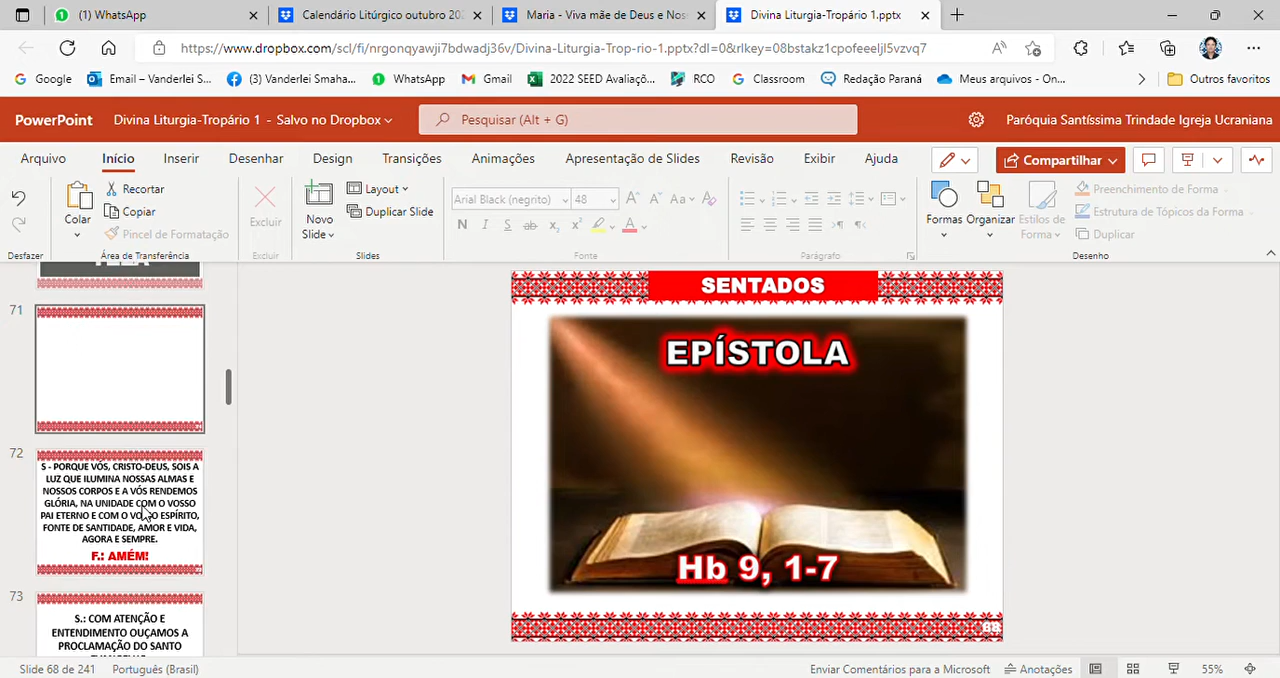 (1) WhatsApp
Calendário Litúrgico outubro 202
Maria - Viva mãe de Deus e Nos
Divina Liturgia-Tropário 1.pptx
https://www.dropbox.com/scl/fi/nrgonqyawji7bdwadj36v/Divina-Liturgia-Trop-rio-1.pptx?dl=0&rlkey=08bstakz1cpofeeeljl5vzvq7
Google
Email – Vanderlei S...
(3) Vanderlei Smaha...
WhatsApp
Gmail
2022 SEED Avaliaçõ...
RCO
Classroom
Redação Paraná
Meus arquivos - On...
Outros favoritos
PowerPoint
Divina Liturgia-Tropário 1 - Salvo no Dropbox
Pesquisar (Alt + G)
Paróquia Santíssima Trindade Igreja Ucraniana
Arquivo
Início
Inserir
Desenhar
Design
Transições
Animações
Apresentação de Slides
Revisão
Exibir
Ajuda
Compartilhar
Colar
Recortar
Copiar
Pincel de Formatação
Excluir
Novo
Slide
Layout
Duplicar Slide
Arial Black (negrito)
48
Formas
Organizar
Estilos de
Forma
Preenchimento de Forma
Estrutura de Tópicos da Forma
Duplicar
Desfazer
Área de Transferência
Excluir
Slides
Fonte
Parágrafo
Desenho
71
72
S - PORQUE VÓS, CRISTO-DEUS, SOIS A
LUZ QUE ILUMINA NOSSAS ALMAS E
NOSSOS CORPOS E A VÓS RENDEMOS
GLÓRIA, NA UNIDADE COM O VOSSO
PAI ETERNO E COM O VOSSO ESPÍRITO,
FONTE DE SANTIDADE, AMOR E VIDA,
AGORA E SEMPRE.
F.: AMÉM!
73
S.: COM ATENÇÃO E
ENTENDIMENTO OUÇAMOS A
PROCLAMAÇÃO DO SANTO
SENTADOS
EPÍSTOLA
Hb 9, 1-7
68
Slide 68 de 241
Português (Brasil)
Enviar Comentários para a Microsoft
Anotações
55%